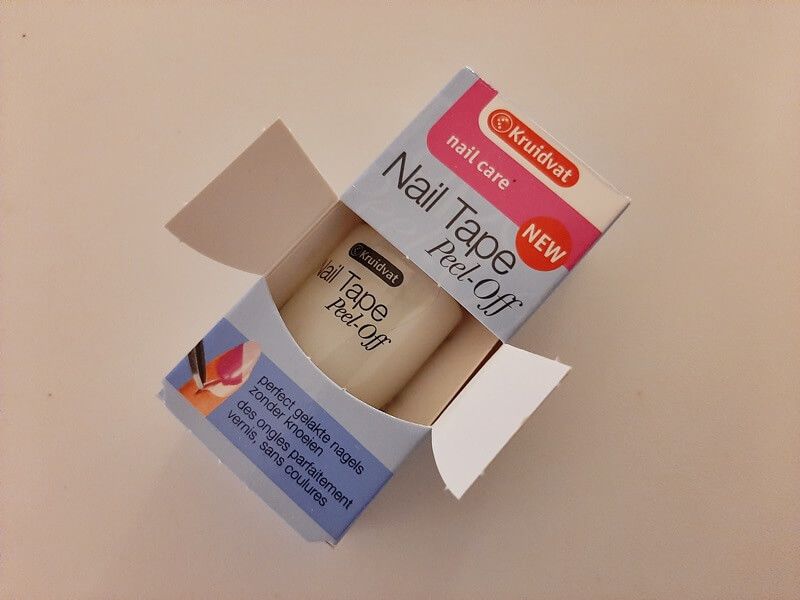 Kruidvat
nail care
Nail Tape
Peel-Off
NEW
Kruidvat
Nail Tape
Peel-Off
perfect gelakte nagels
zonder knoeien
des ongles parfaitement
vernis, sans coulures